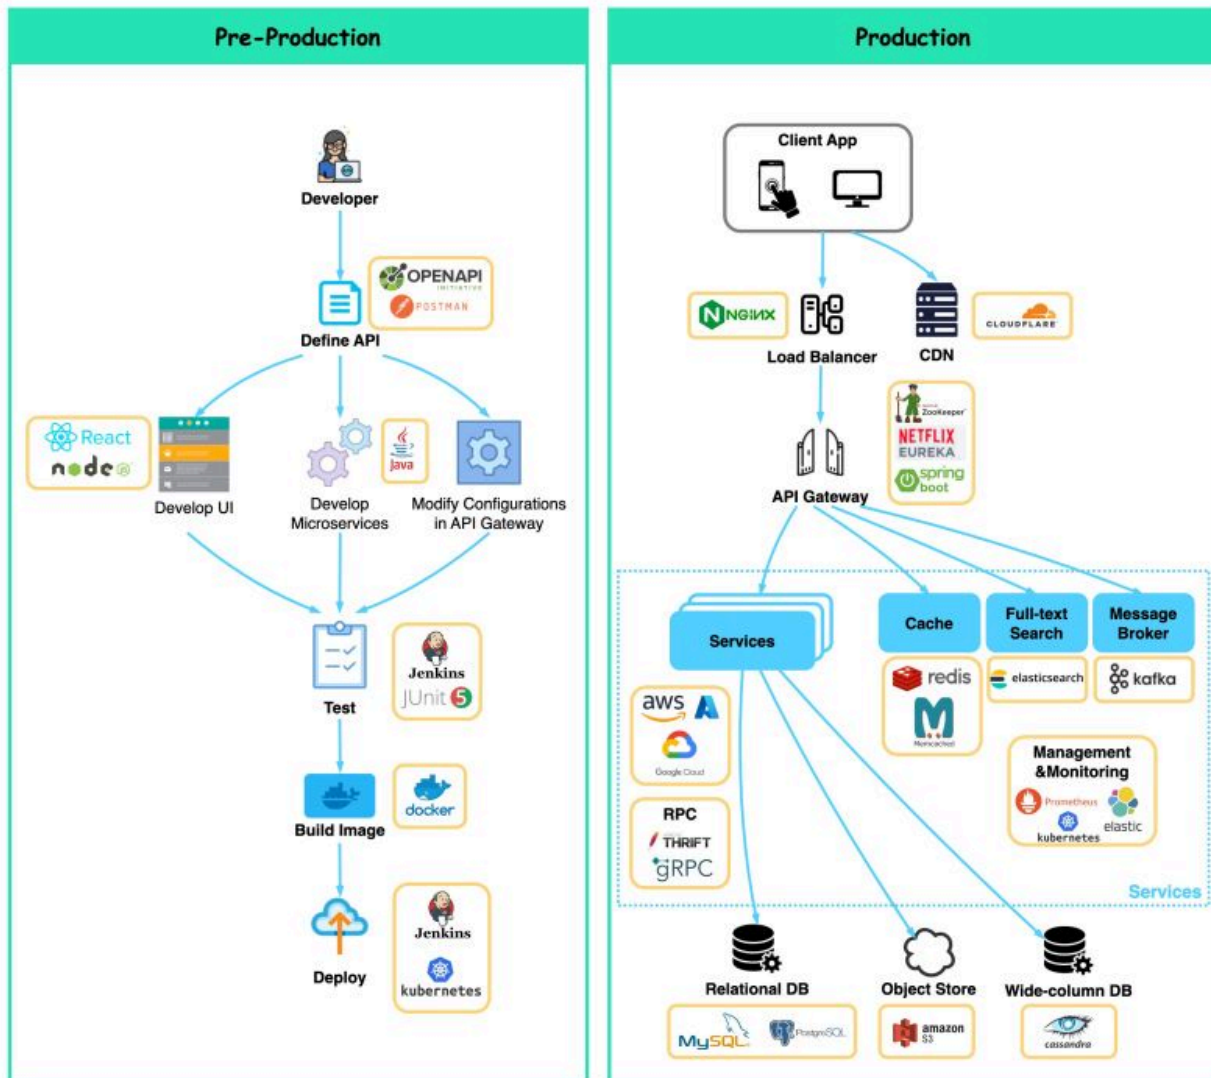 Pre-Production
Developer
OPENAPI
INITIATIVE
POSTMAN
Define API
React
node
JS
Develop UI
Java
Develop
Microservices
Modify Configurations
in API Gateway
Jenkins
JUnit 5
Test
docker
Build Image
Jenkins
kubernetes
Deploy
Production
Client App
NGINX
Load Balancer
CLOUDFLARE
CDN
ZooKeeper
NETFLIX
EUREKA
spring
boot
API Gateway
Services
Cache
Full-text
Search
Message
Broker
redis
Memcached
elasticsearch
kafka
aws
Google Cloud
RPC
THRIFT
gRPC
Management
&Monitoring
Prometheus
kubernetes
elastic
Services
Relational DB
MySQL
PostgreSQL
Object Store
amazon
S3
Wide-column DB
cassandra